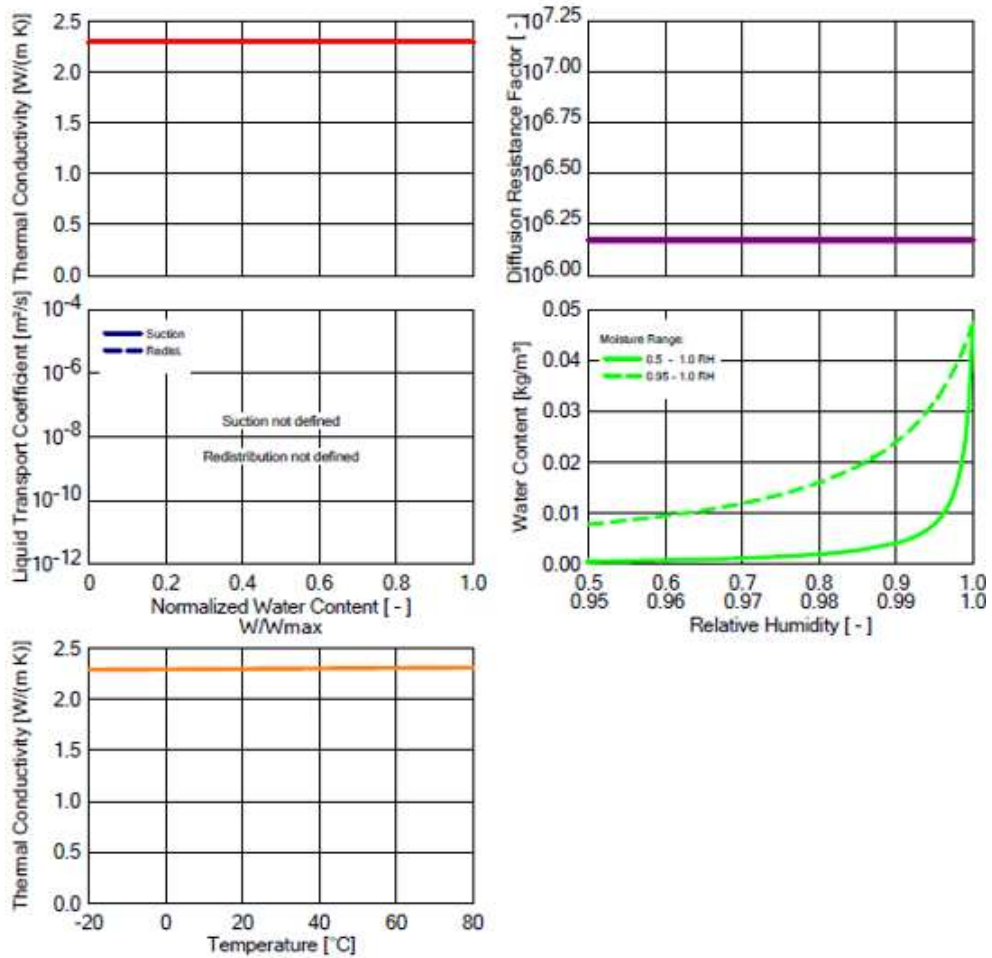 Thermal Conductivity [W/(m K)]
2.5
2.0
1.5
1.0
0.5
0.0
Diffusion Resistance Factor [ - ]
10^7.25
10^7.00
10^6.75
10^6.50
10^6.25
10^6.00
Liquid Transport Coefficient [m²/s]
10^-4
10^-6
10^-8
10^-10
10^-12
Suction
Redist.
Suction not defined
Redistribution not defined
0 0.2 0.4 0.6 0.8 1.0
Normalized Water Content [ - ]
W/Wmax
Water Content [kg/m³]
0.05
0.04
0.03
0.02
0.01
0.00
Moisture Range:
0.5 - 1.0 RH
0.95 - 1.0 RH
0.5 0.6 0.7 0.8 0.9 1.0
0.95 0.96 0.97 0.98 0.99 1.0
Relative Humidity [ - ]
Thermal Conductivity [W/(m K)]
2.5
2.0
1.5
1.0
0.5
0.0
-20 0 20 40 60 80
Temperature [°C]